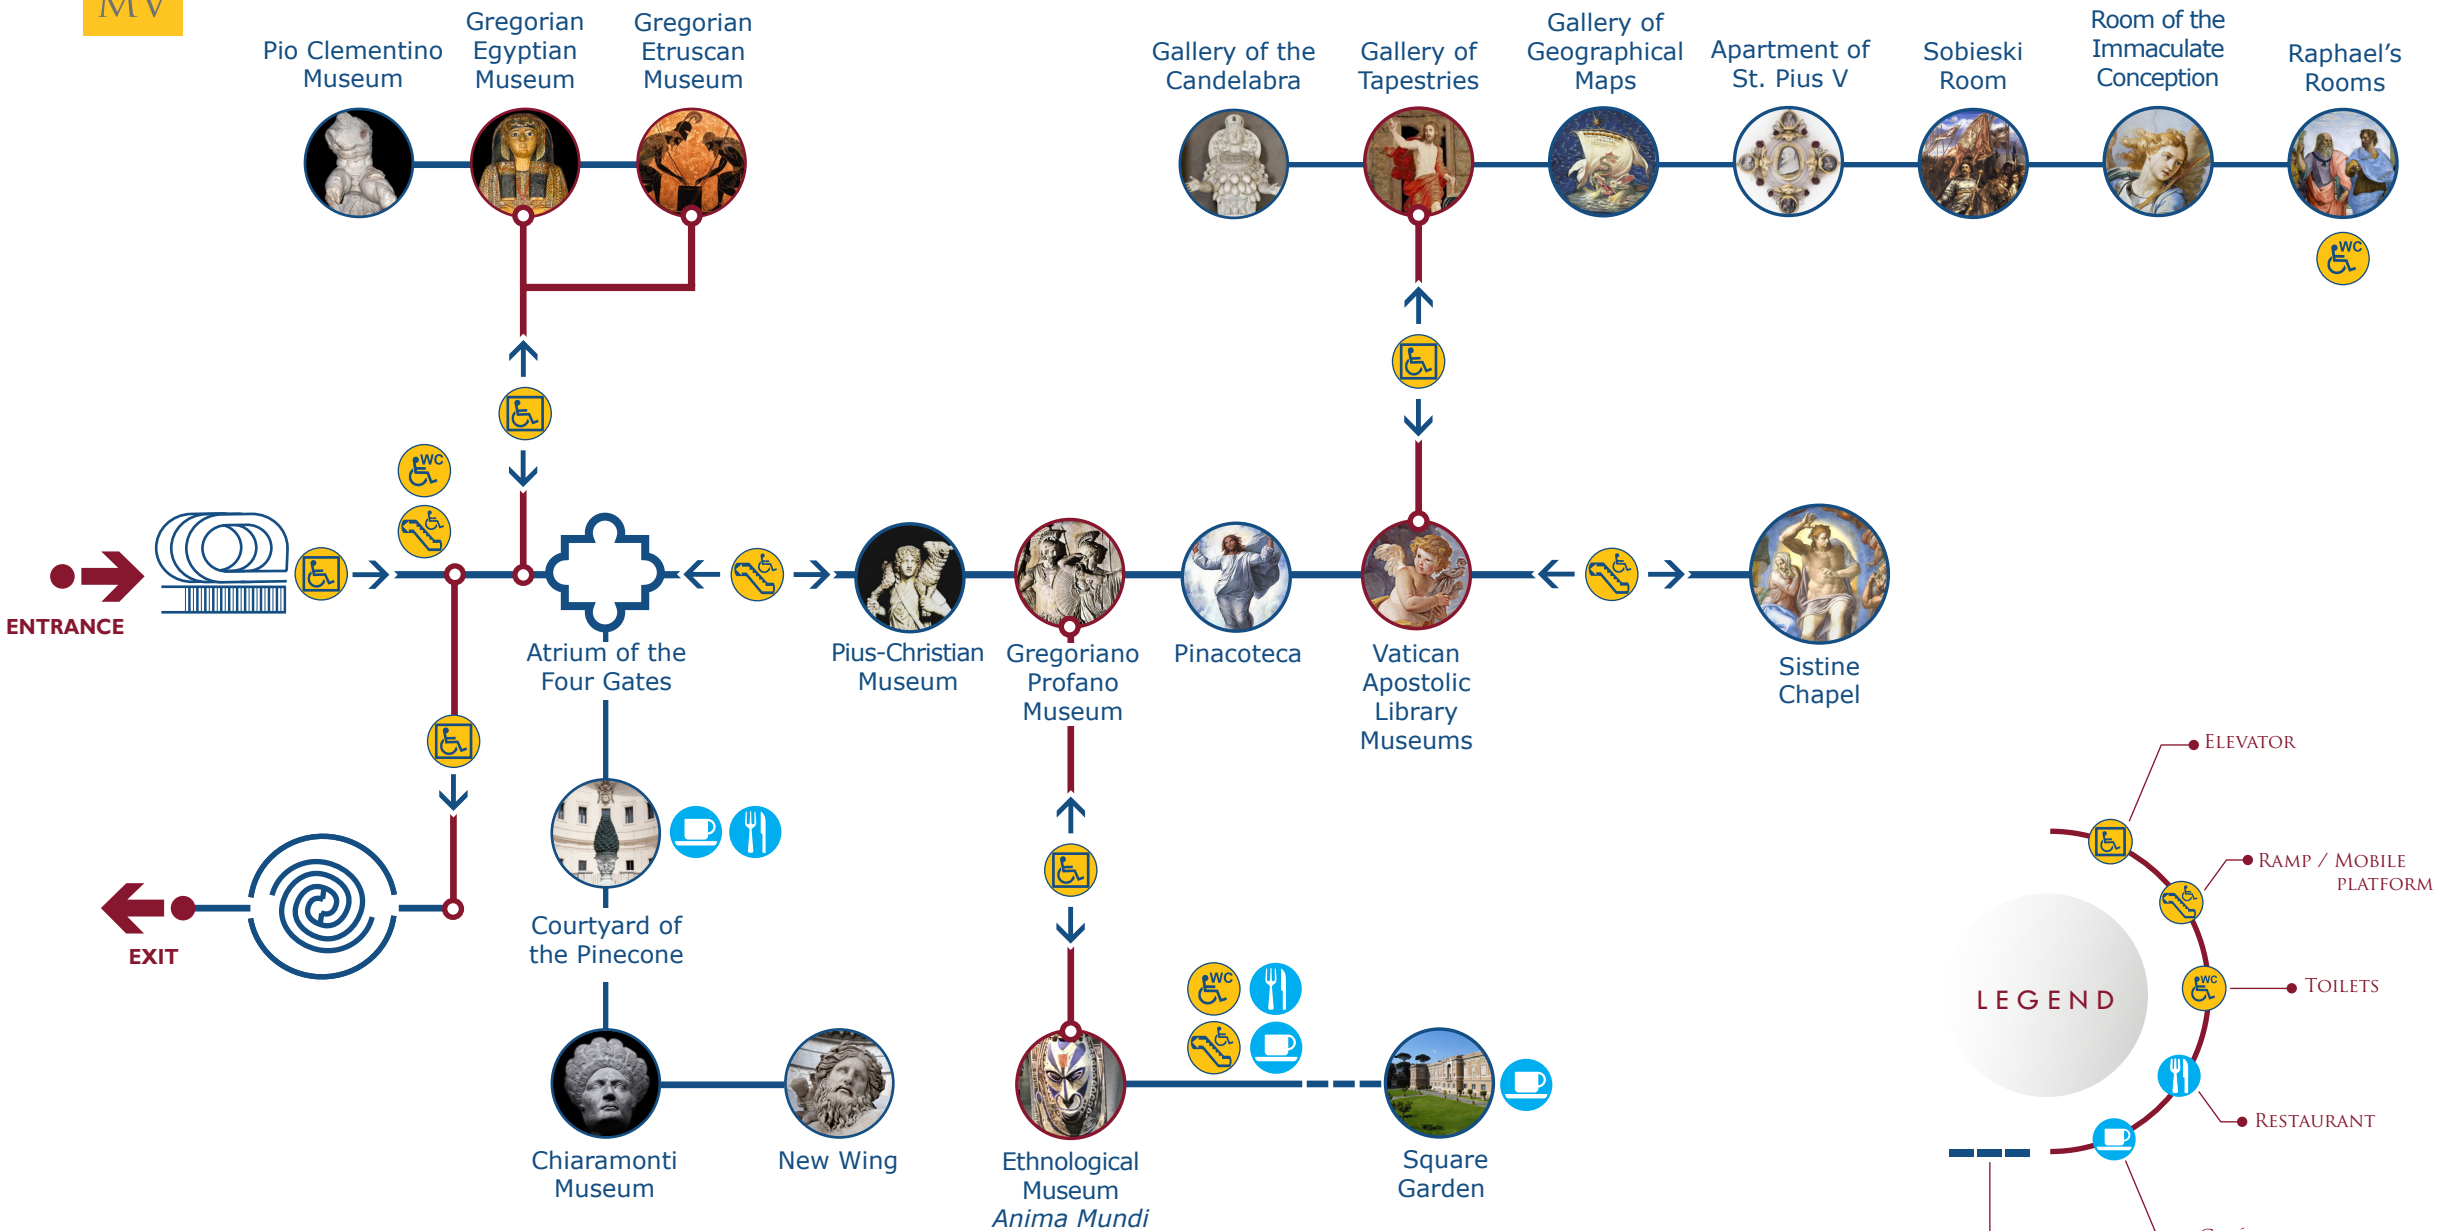 MV
Pio Clementino
Museum
Gregorian
Egyptian
Museum
Gregorian
Etruscan
Museum
Gallery of the
Candelabra
Gallery of
Tapestries
Gallery of
Geographical
Maps
Apartment of
St. Pius V
Sobieski
Room
Room of the
Immaculate
Conception
Raphael's
Rooms
WC
WC
ENTRANCE
Atrium of the
Four Gates
Pius-Christian
Museum
Gregoriano
Profano
Museum
Pinacoteca
Vatican
Apostolic
Library
Museums
Sistine
Chapel
EXIT
Courtyard of
the Pinecone
WC
Chiaramonti
Museum
New Wing
Ethnological
Museum
Anima Mundi
Square
Garden
LEGEND
ELEVATOR
RAMP / MOBILE
PLATFORM
WC
TOILETS
RESTAURANT